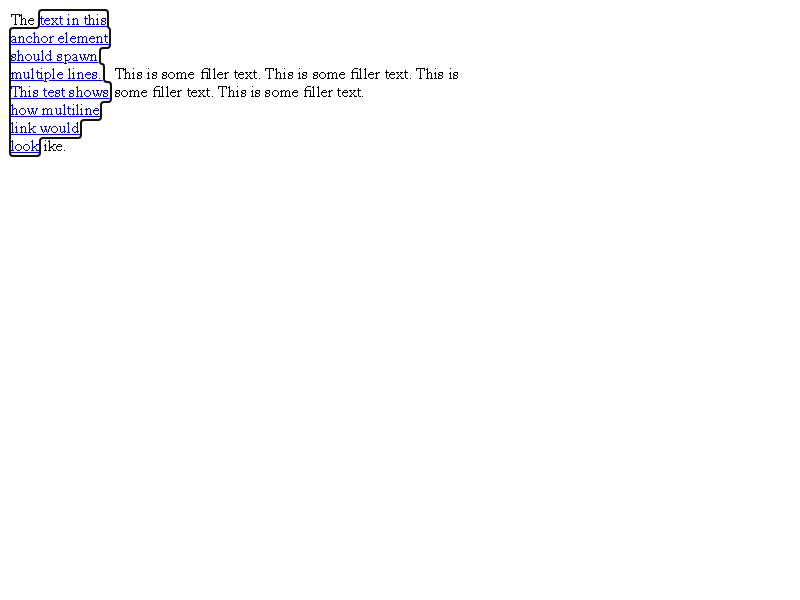 The text in this
anchor element
should spawn
multiple lines.
This test shows
how multiline
link would
look ike.
This is some filler text. This is some filler text. This is
some filler text. This is some filler text.